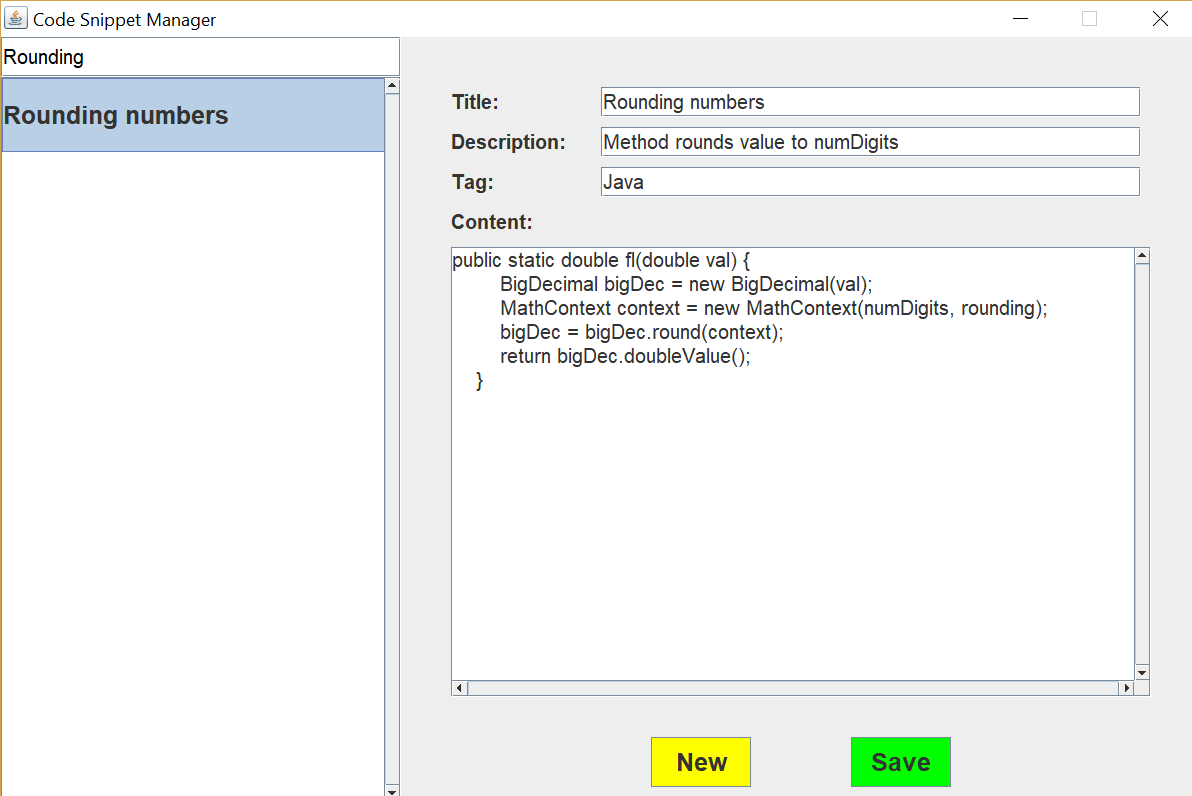 Code Snippet Manager
Rounding
Rounding numbers
Title: Rounding numbers
Description: Method rounds value to numDigits
Tag: Java
Content:
public static double fl(double val) {
        BigDecimal bigDec = new BigDecimal(val);
        MathContext context = new MathContext(numDigits, rounding);
        bigDec = bigDec.round(context);
        return bigDec.doubleValue();
    }
New Save